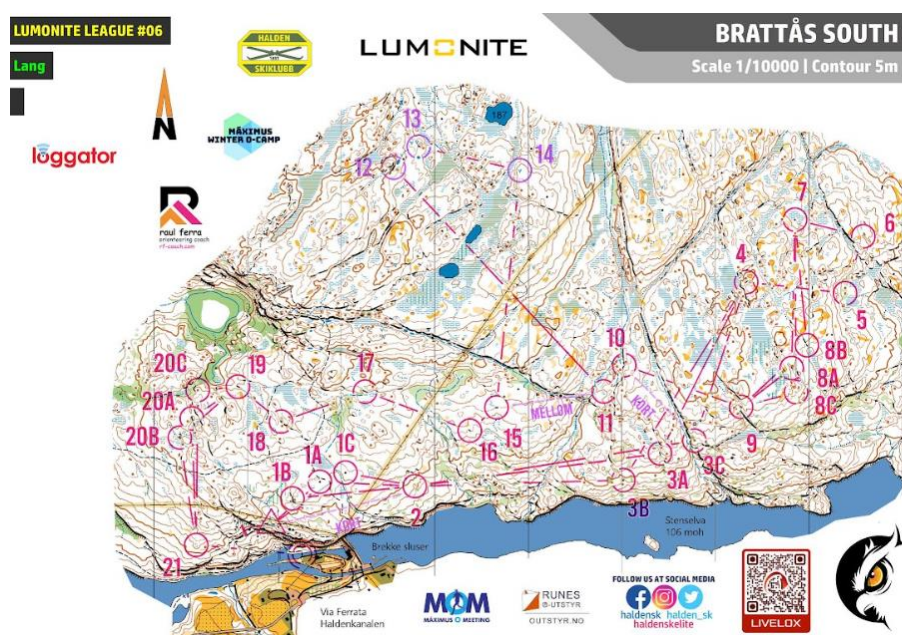 LUMONITE LEAGUE #06
Lang
HALDEN
SKIKLUBB
LUMONITE
BRATTÅS SOUTH
Scale 1/10000 | Contour 5m
N
MÄXIMUS
WINTER O-CAMP
loggator
R
raul ferra
orienteering coach
rf-coach.com
187
13
12
14
7
6
4
5
10
8B
8A
8C
20C
19
17
20A
20B
18
MELLOM
KORT
11
9
16
15
1A
1C
1B
3A
3C
2
3B
KORT
21
Brekke sluser
Stenselva
106 moh
Via Ferrata
Haldenkanalen
MOM
MÄXIMUS O-MEETING
RUNES
O-UTSTYR
OUTSTYR.NO
FOLLOW US AT SOCIAL MEDIA
haldensk halden_sk
haldenskelite
LIVELOX